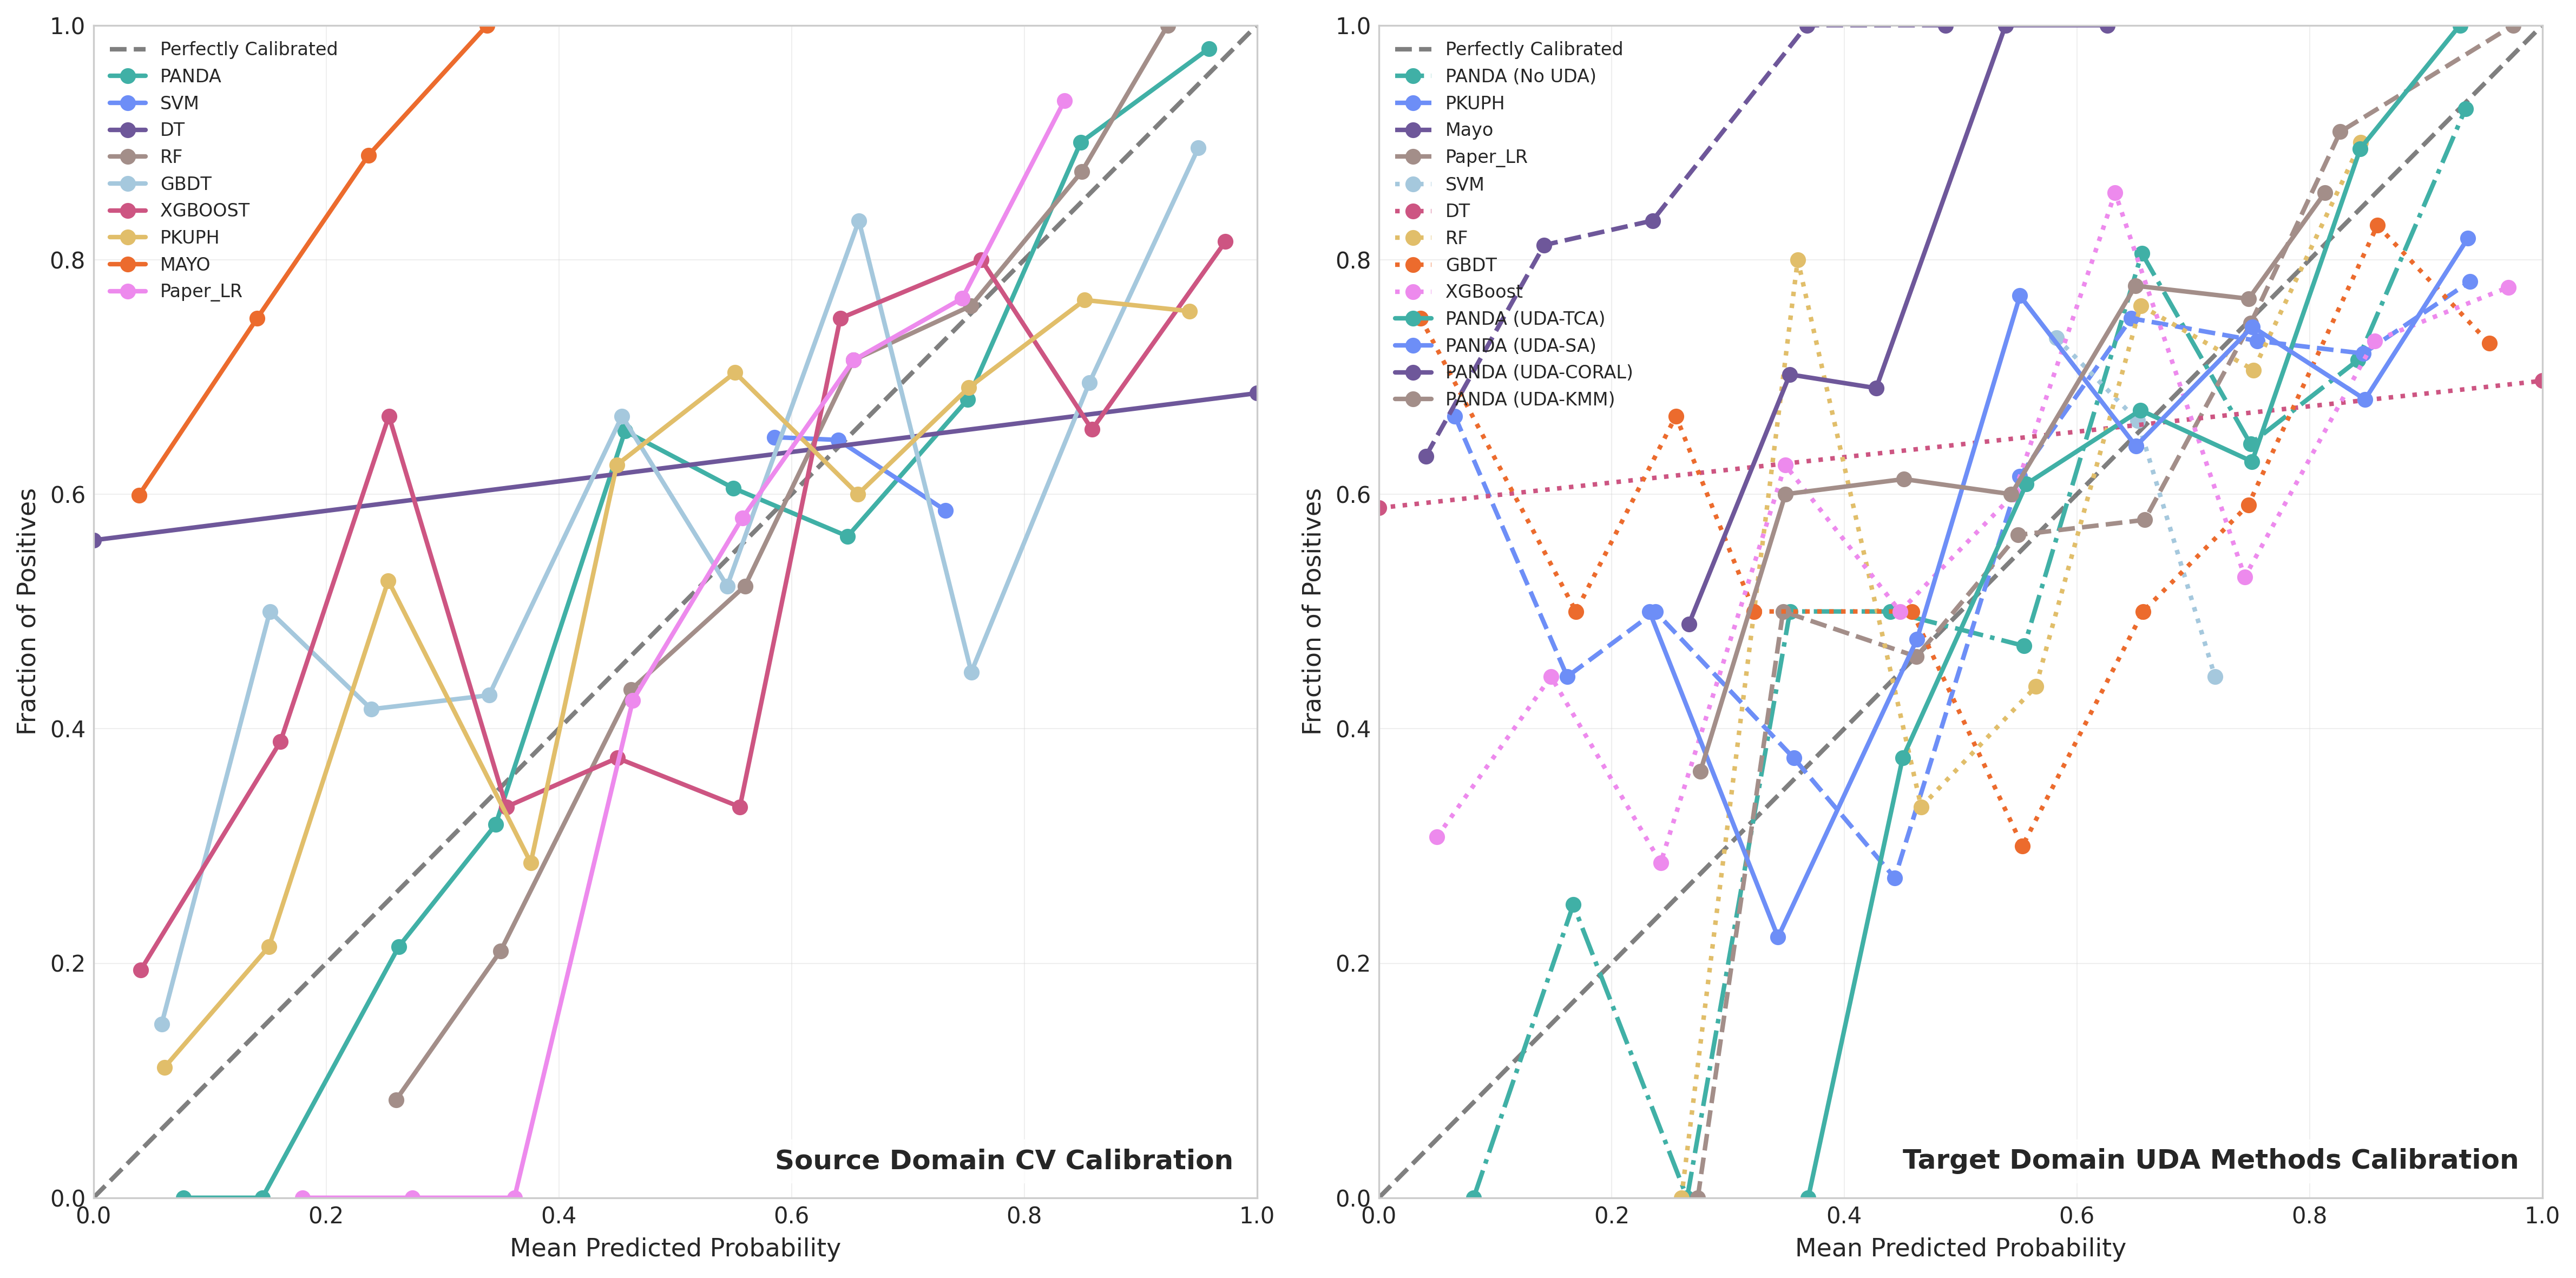 1.0
0.8
0.6
0.4
0.2
0.0
Fraction of Positives
Perfectly Calibrated
PANDA
SVM
DT
RF
GBDT
XGBOOST
PKUPH
MAYO
Paper_LR
Source Domain CV Calibration
0.0 0.2 0.4 0.6 0.8 1.0
Mean Predicted Probability
1.0
0.8
0.6
0.4
0.2
0.0
Fraction of Positives
Perfectly Calibrated
PANDA (No UDA)
PKUPH
Mayo
Paper_LR
SVM
DT
RF
GBDT
XGBoost
PANDA (UDA-TCA)
PANDA (UDA-SA)
PANDA (UDA-CORAL)
PANDA (UDA-KMM)
Target Domain UDA Methods Calibration
0.0 0.2 0.4 0.6 0.8 1.0
Mean Predicted Probability